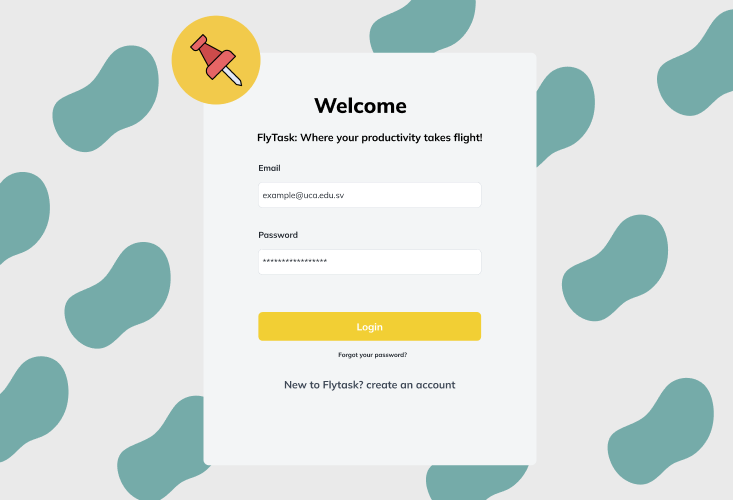 Welcome
FlyTask: Where your productivity takes flight!
Email
example@uca.edu.sv
Password
*****************
Login
Forgot your password?
New to Flytask? create an account